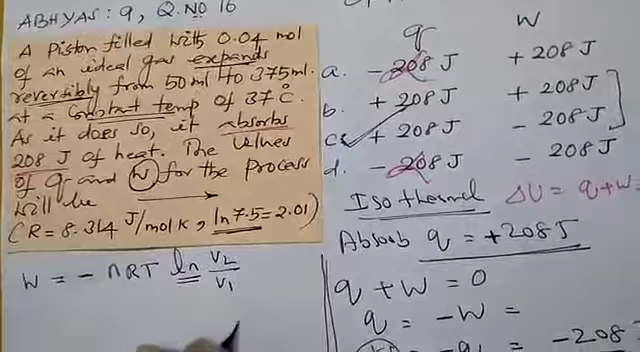 ABHYAS : 9, Q.NO 16
A Piston filled with 0.04 mol
of an ideal gas expands
reversibly from 50 ml to 375 ml.
at a constant temp of 37°C.
As it does so, it absorbs
208 J of heat. The values
of q and W for the process
will be
(R = 8.314 J/mol K, ln 7.5 = 2.01)
W = - nRT ln V2/V1
q W
a. - 208 J + 208 J
b. + 208 J + 208 J
c. + 208 J - 208 J
d. - 208 J - 208 J
Isothermal ΔU = q+W=
Absorb q = +208 J
q + W = 0
q = - W =
= -208